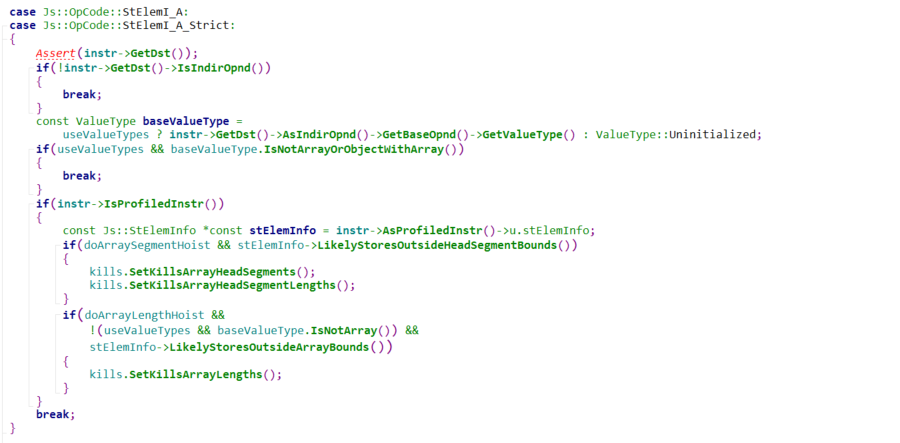 case Js::OpCode::StElemI_A:
case Js::OpCode::StElemI_A_Strict:
{
    Assert(instr->GetDst());
    if(!instr->GetDst()->IsIndirOpnd())
    {
        break;
    }
    const ValueType baseValueType =
        useValueTypes ? instr->GetDst()->AsIndirOpnd()->GetBaseOpnd()->GetValueType() : ValueType::Uninitialized;
    if(useValueTypes && baseValueType.IsNotArrayOrObjectWithArray())
    {
        break;
    }
    if(instr->IsProfiledInstr())
    {
        const Js::StElemInfo *const stElemInfo = instr->AsProfiledInstr()->u.stElemInfo;
        if(doArraySegmentHoist && stElemInfo->LikelyStoresOutsideHeadSegmentBounds())
        {
            kills.SetKillsArrayHeadSegments();
            kills.SetKillsArrayHeadSegmentLengths();
        }
        if(doArrayLengthHoist &&
            !(useValueTypes && baseValueType.IsNotArray()) &&
            stElemInfo->LikelyStoresOutsideArrayBounds())
        {
            kills.SetKillsArrayLengths();
        }
    }
    break;
}